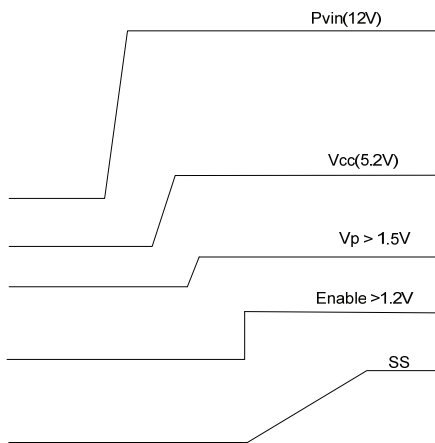 Pvin(12V)
Vcc(5.2V)
Vp > 1.5V
Enable >1.2V
SS